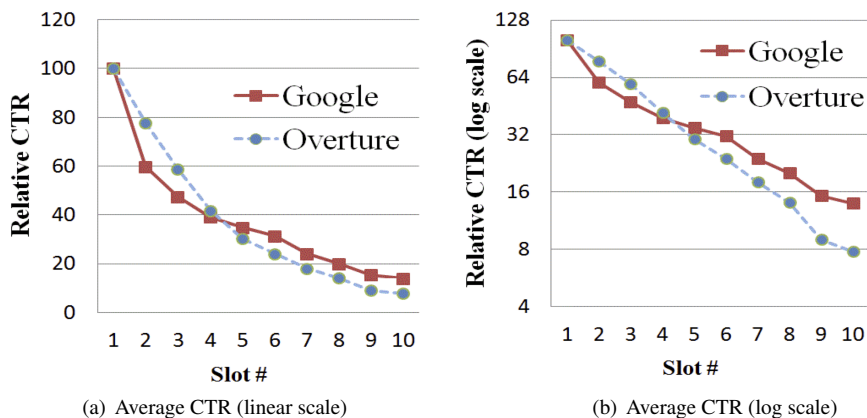 120
100
80
60
40
20
0
Relative CTR
Google
Overture
1 2 3 4 5 6 7 8 9 10
Slot #
(a) Average CTR (linear scale)
128
64
32
16
8
4
Relative CTR (log scale)
Google
Overture
1 2 3 4 5 6 7 8 9 10
Slot #
(b) Average CTR (log scale)